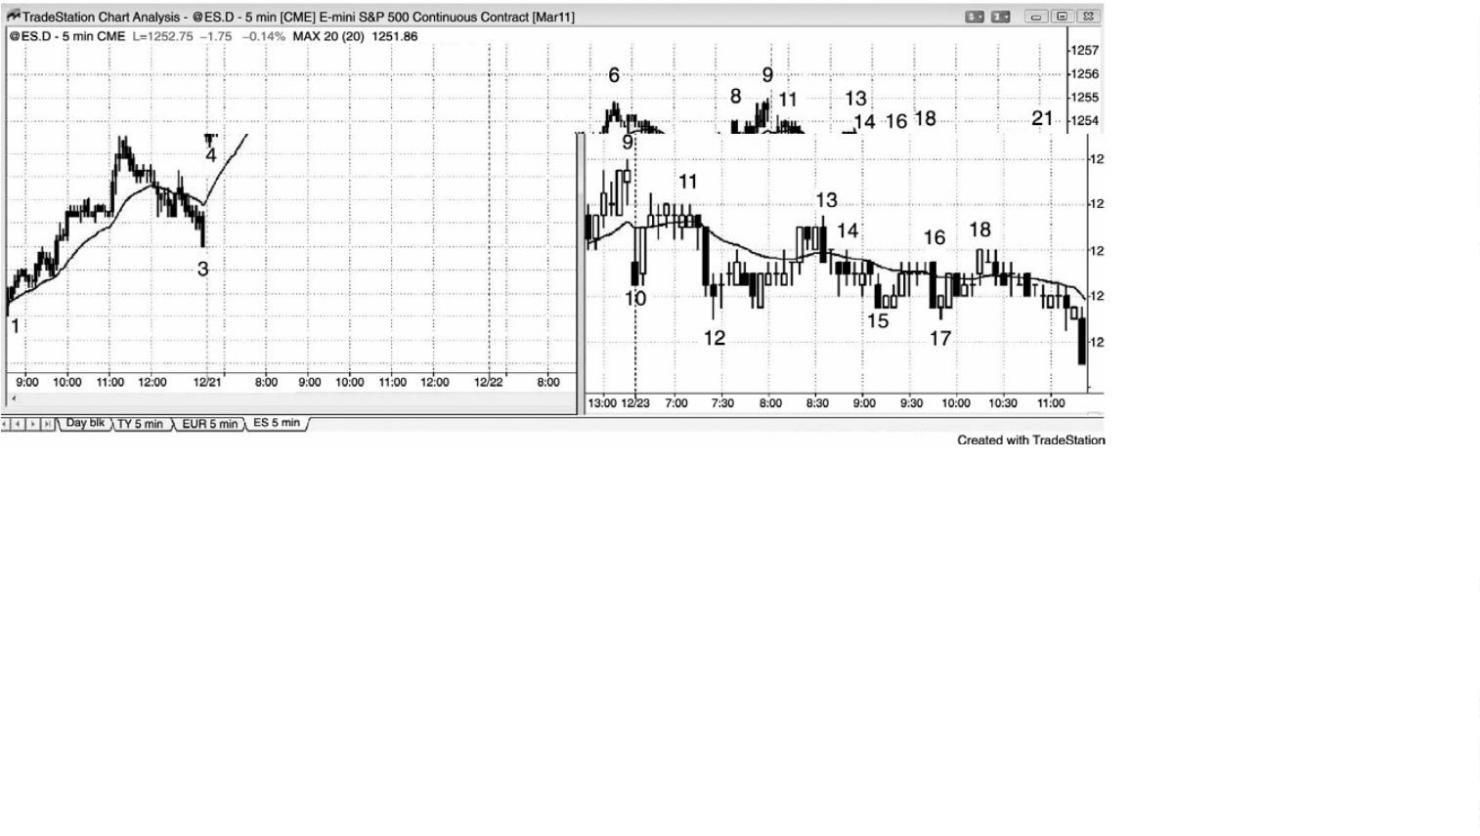 TradeStation Chart Analysis - @ES.D - 5 min [CME] E-mini S&P 500 Continuous Contract [Mar11]
@ES.D - 5 min CME L=1252.75 -1.75 -0.14% MAX 20 (20) 1251.86
1257
6 9 1256
8 11 13 1255
14 16 18 21 1254
9
4 12
11
13 12
14 16 18
3 12
10 12
1 15
12 17 12
9:00 10:00 11:00 12:00 12/21 8:00 9:00 10:00 11:00 12:00 12/22 8:00
13:00 12/23 7:00 7:30 8:00 8:30 9:00 9:30 10:00 10:30 11:00
Day blk TY 5 min EUR 5 min ES 5 min
Created with TradeStation